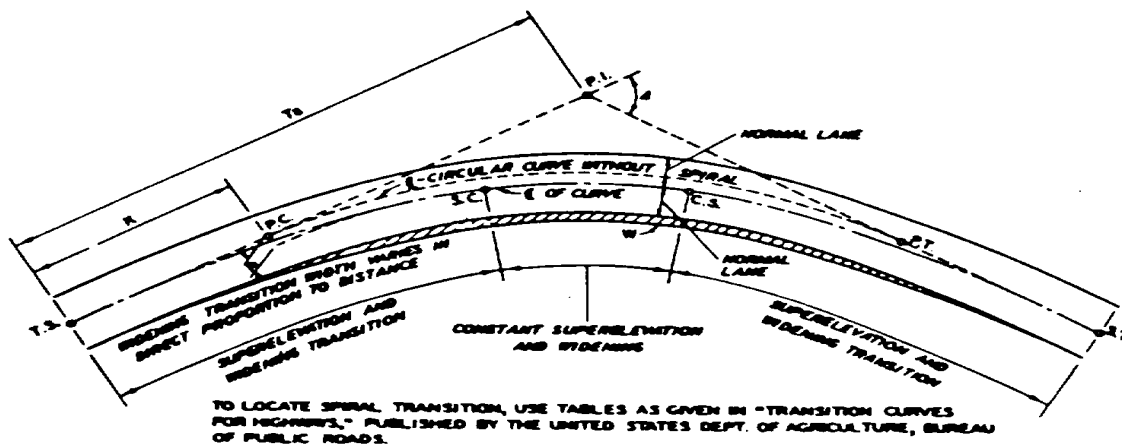 P.I.
Δ
Ts
NORMAL LANE
℄-CIRCULAR CURVE WITHOUT SPIRAL
R
P.C.
S.C.
℄ OF CURVE
C.S.
P.T.
W
NORMAL
LANE
T.S.
WIDENING TRANSITION WIDTH VARIES IN
DIRECT PROPORTION TO DISTANCE
SUPERELEVATION AND
WIDENING TRANSITION
CONSTANT SUPERELEVATION
AND WIDENING
SUPERELEVATION AND
WIDENING TRANSITION
TO LOCATE SPIRAL TRANSITION, USE TABLES AS GIVEN IN "TRANSITION CURVES
FOR HIGHWAYS," PUBLISHED BY THE UNITED STATES DEPT. OF AGRICULTURE, BUREAU
OF PUBLIC ROADS.